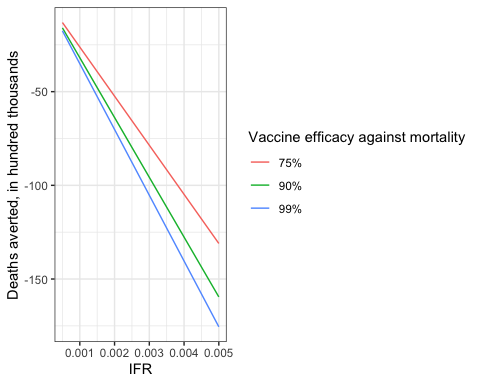 Deaths averted, in hundred thousands
-50
-100
-150
0.001 0.002 0.003 0.004 0.005
IFR
Vaccine efficacy against mortality
75%
90%
99%